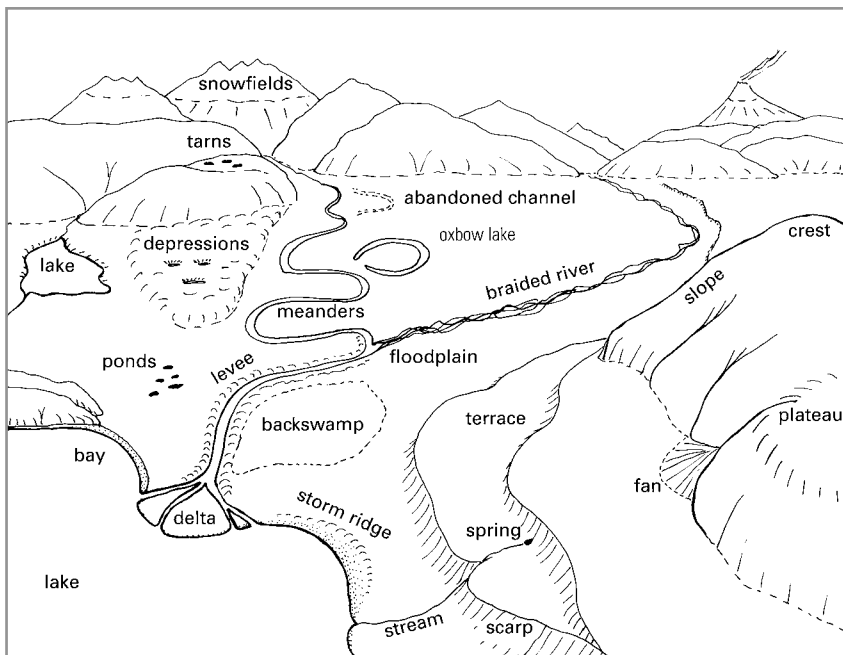 snowfields
tarns
abandoned channel
crest
oxbow lake
depressions
lake
braided river
slope
meanders
floodplain
ponds
levee
terrace
plateau
backswamp
bay
fan
storm ridge
delta
spring
lake
stream
scarp